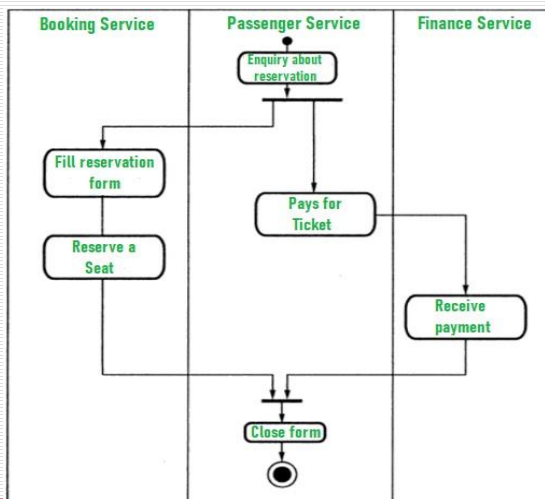 Booking Service
Passenger Service
Finance Service
Enquiry about
reservation
Fill reservation
form
Pays for
Ticket
Reserve a
Seat
Receive
payment
Close form